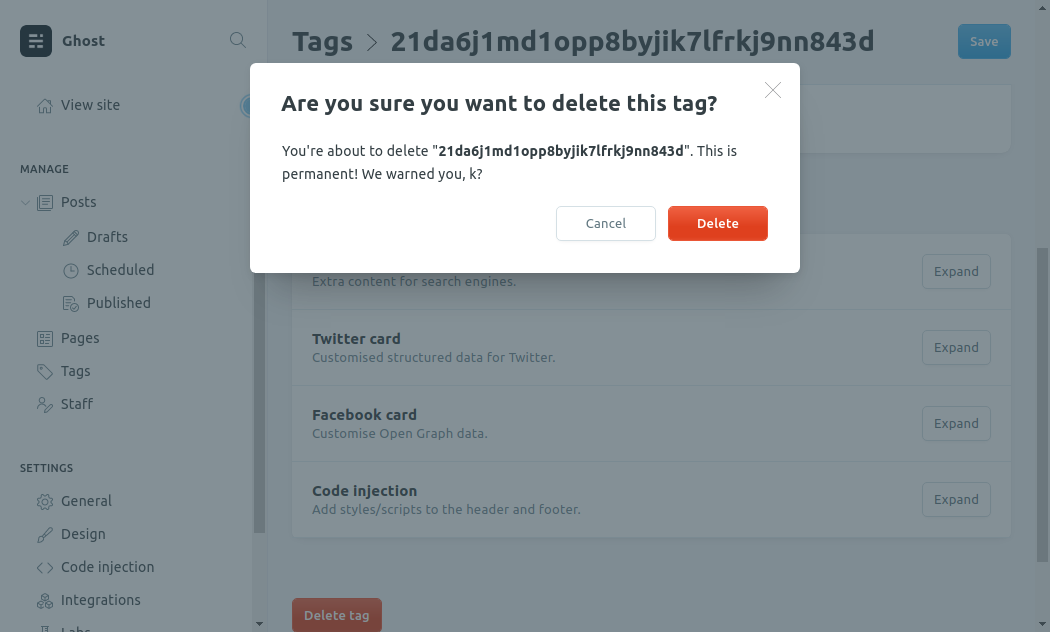 Ghost
Tags > 21da6j1md1opp8byjik7lfrkj9nn843d
Save
View site
Are you sure you want to delete this tag?
You're about to delete "21da6j1md1opp8byjik7lfrkj9nn843d". This is
permanent! We warned you, k?
Cancel
Delete
MANAGE
Posts
Drafts
Scheduled
Published
Pages
Tags
Staff
SETTINGS
General
Design
Code injection
Integrations
Labs
Extra content for search engines.
Expand
Twitter card
Customised structured data for Twitter.
Expand
Facebook card
Customise Open Graph data.
Expand
Code injection
Add styles/scripts to the header and footer.
Expand
Delete tag